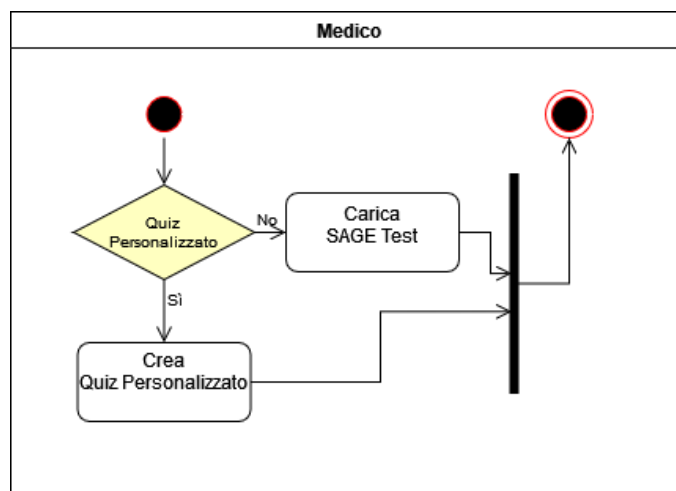 Medico
Quiz
Personalizzato
No
Carica
SAGE Test
Sì
Crea
Quiz Personalizzato